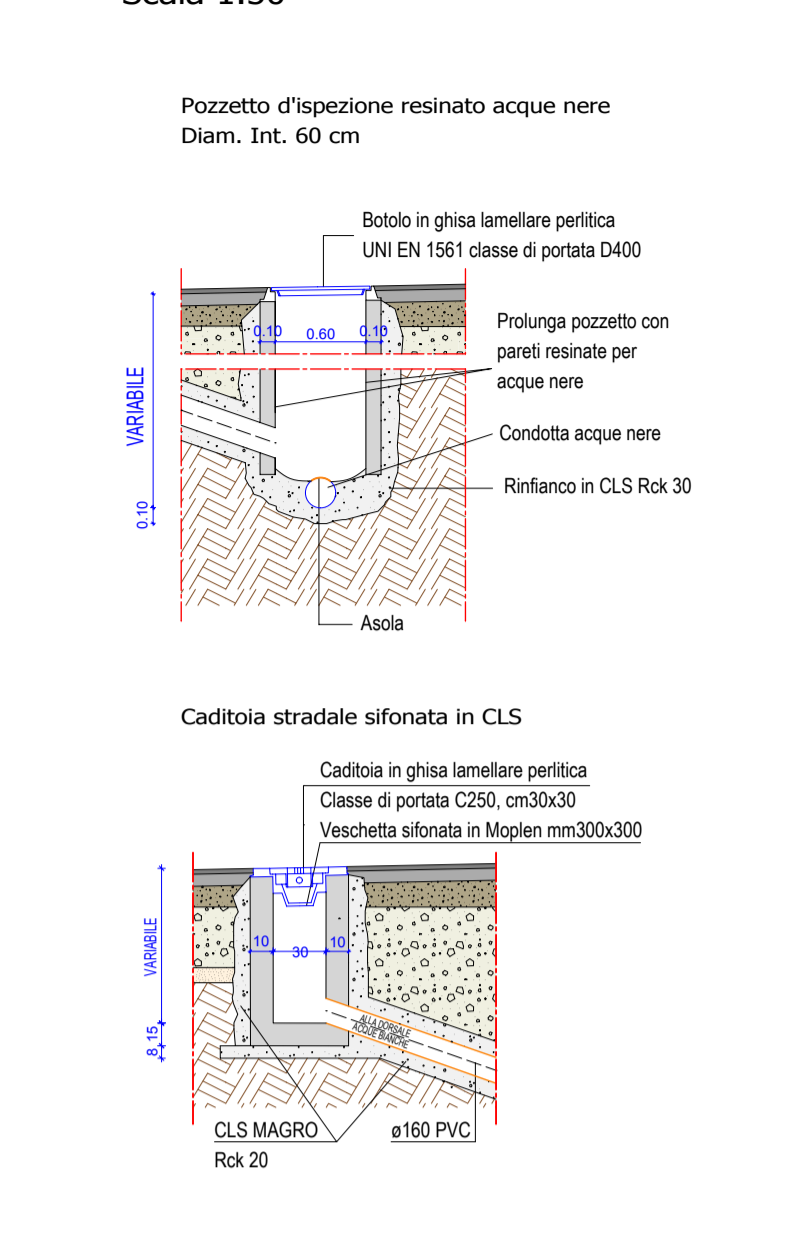 Pozzetto d'ispezione resinato acque nere
Diam. Int. 60 cm
Botolo in ghisa lamellare perlitica
UNI EN 1561 classe di portata D400
0.10
0.60
0.10
Prolunga pozzetto con
pareti resinate per
acque nere
VARIABILE
Condotta acque nere
Rinfianco in CLS Rck 30
0.10
Asola
Caditoia stradale sifonata in CLS
Caditoia in ghisa lamellare perlitica
Classe di portata C250, cm30x30
Veschetta sifonata in Moplen mm300x300
VARIABILE
10
30
10
ALLA DORSALE
ACQUE BIANCHE
15
8
CLS MAGRO
Rck 20
ø160 PVC